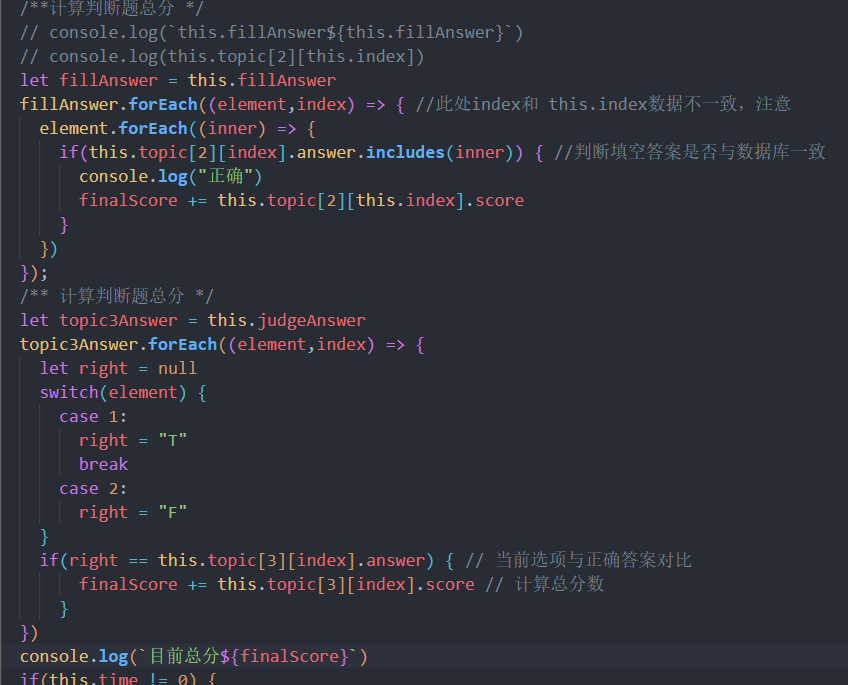 /**计算判断题总分 */
// console.log(`this.fillAnswer${this.fillAnswer}`)
// console.log(this.topic[2][this.index])
let fillAnswer = this.fillAnswer
fillAnswer.forEach((element,index) => { //此处index和 this.index数据不一致，注意
  element.forEach((inner) => {
    if(this.topic[2][index].answer.includes(inner)) { //判断填空答案是否与数据库一致
      console.log("正确")
      finalScore += this.topic[2][this.index].score
    }
  })
});
/** 计算判断题总分 */
let topic3Answer = this.judgeAnswer
topic3Answer.forEach((element,index) => {
  let right = null
  switch(element) {
    case 1:
      right = "T"
      break
    case 2:
      right = "F"
  }
  if(right == this.topic[3][index].answer) { // 当前选项与正确答案对比
      finalScore += this.topic[3][index].score // 计算总分数
    }
})
console.log(`目前总分${finalScore}`)
if(this.time != 0) {